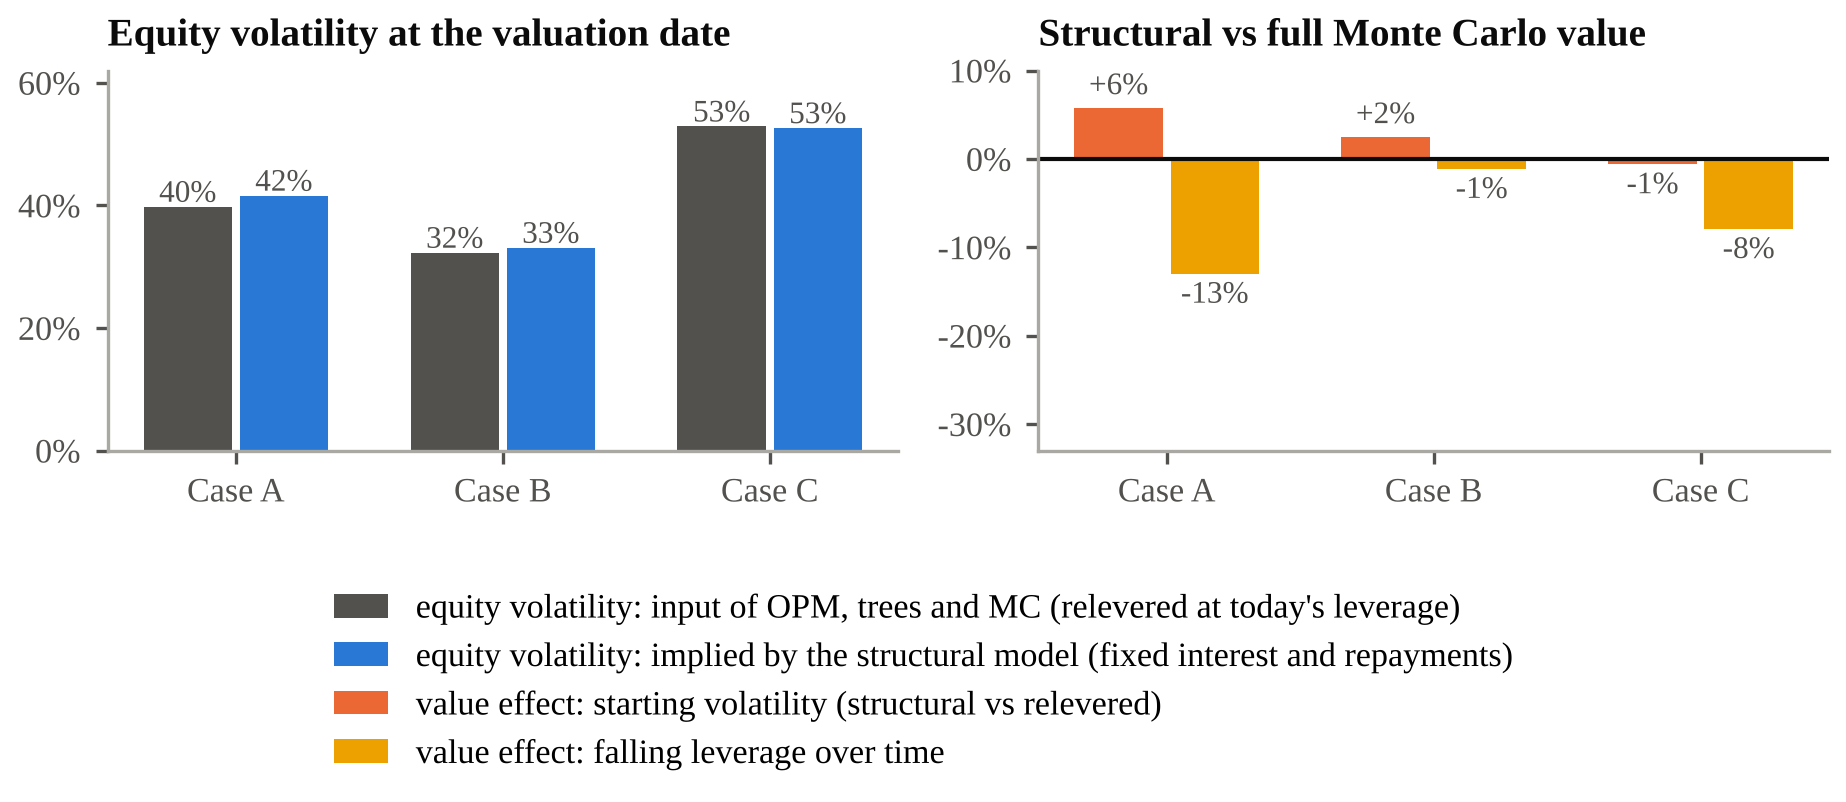 Equity volatility at the valuation date
60%
40%
20%
0%
40%
42%
32%
33%
53%
53%
Case A
Case B
Case C
Structural vs full Monte Carlo value
10%
0%
-10%
-20%
-30%
+6%
-13%
+2%
-1%
-1%
-8%
Case A
Case B
Case C
equity volatility: input of OPM, trees and MC (relevered at today's leverage)
equity volatility: implied by the structural model (fixed interest and repayments)
value effect: starting volatility (structural vs relevered)
value effect: falling leverage over time